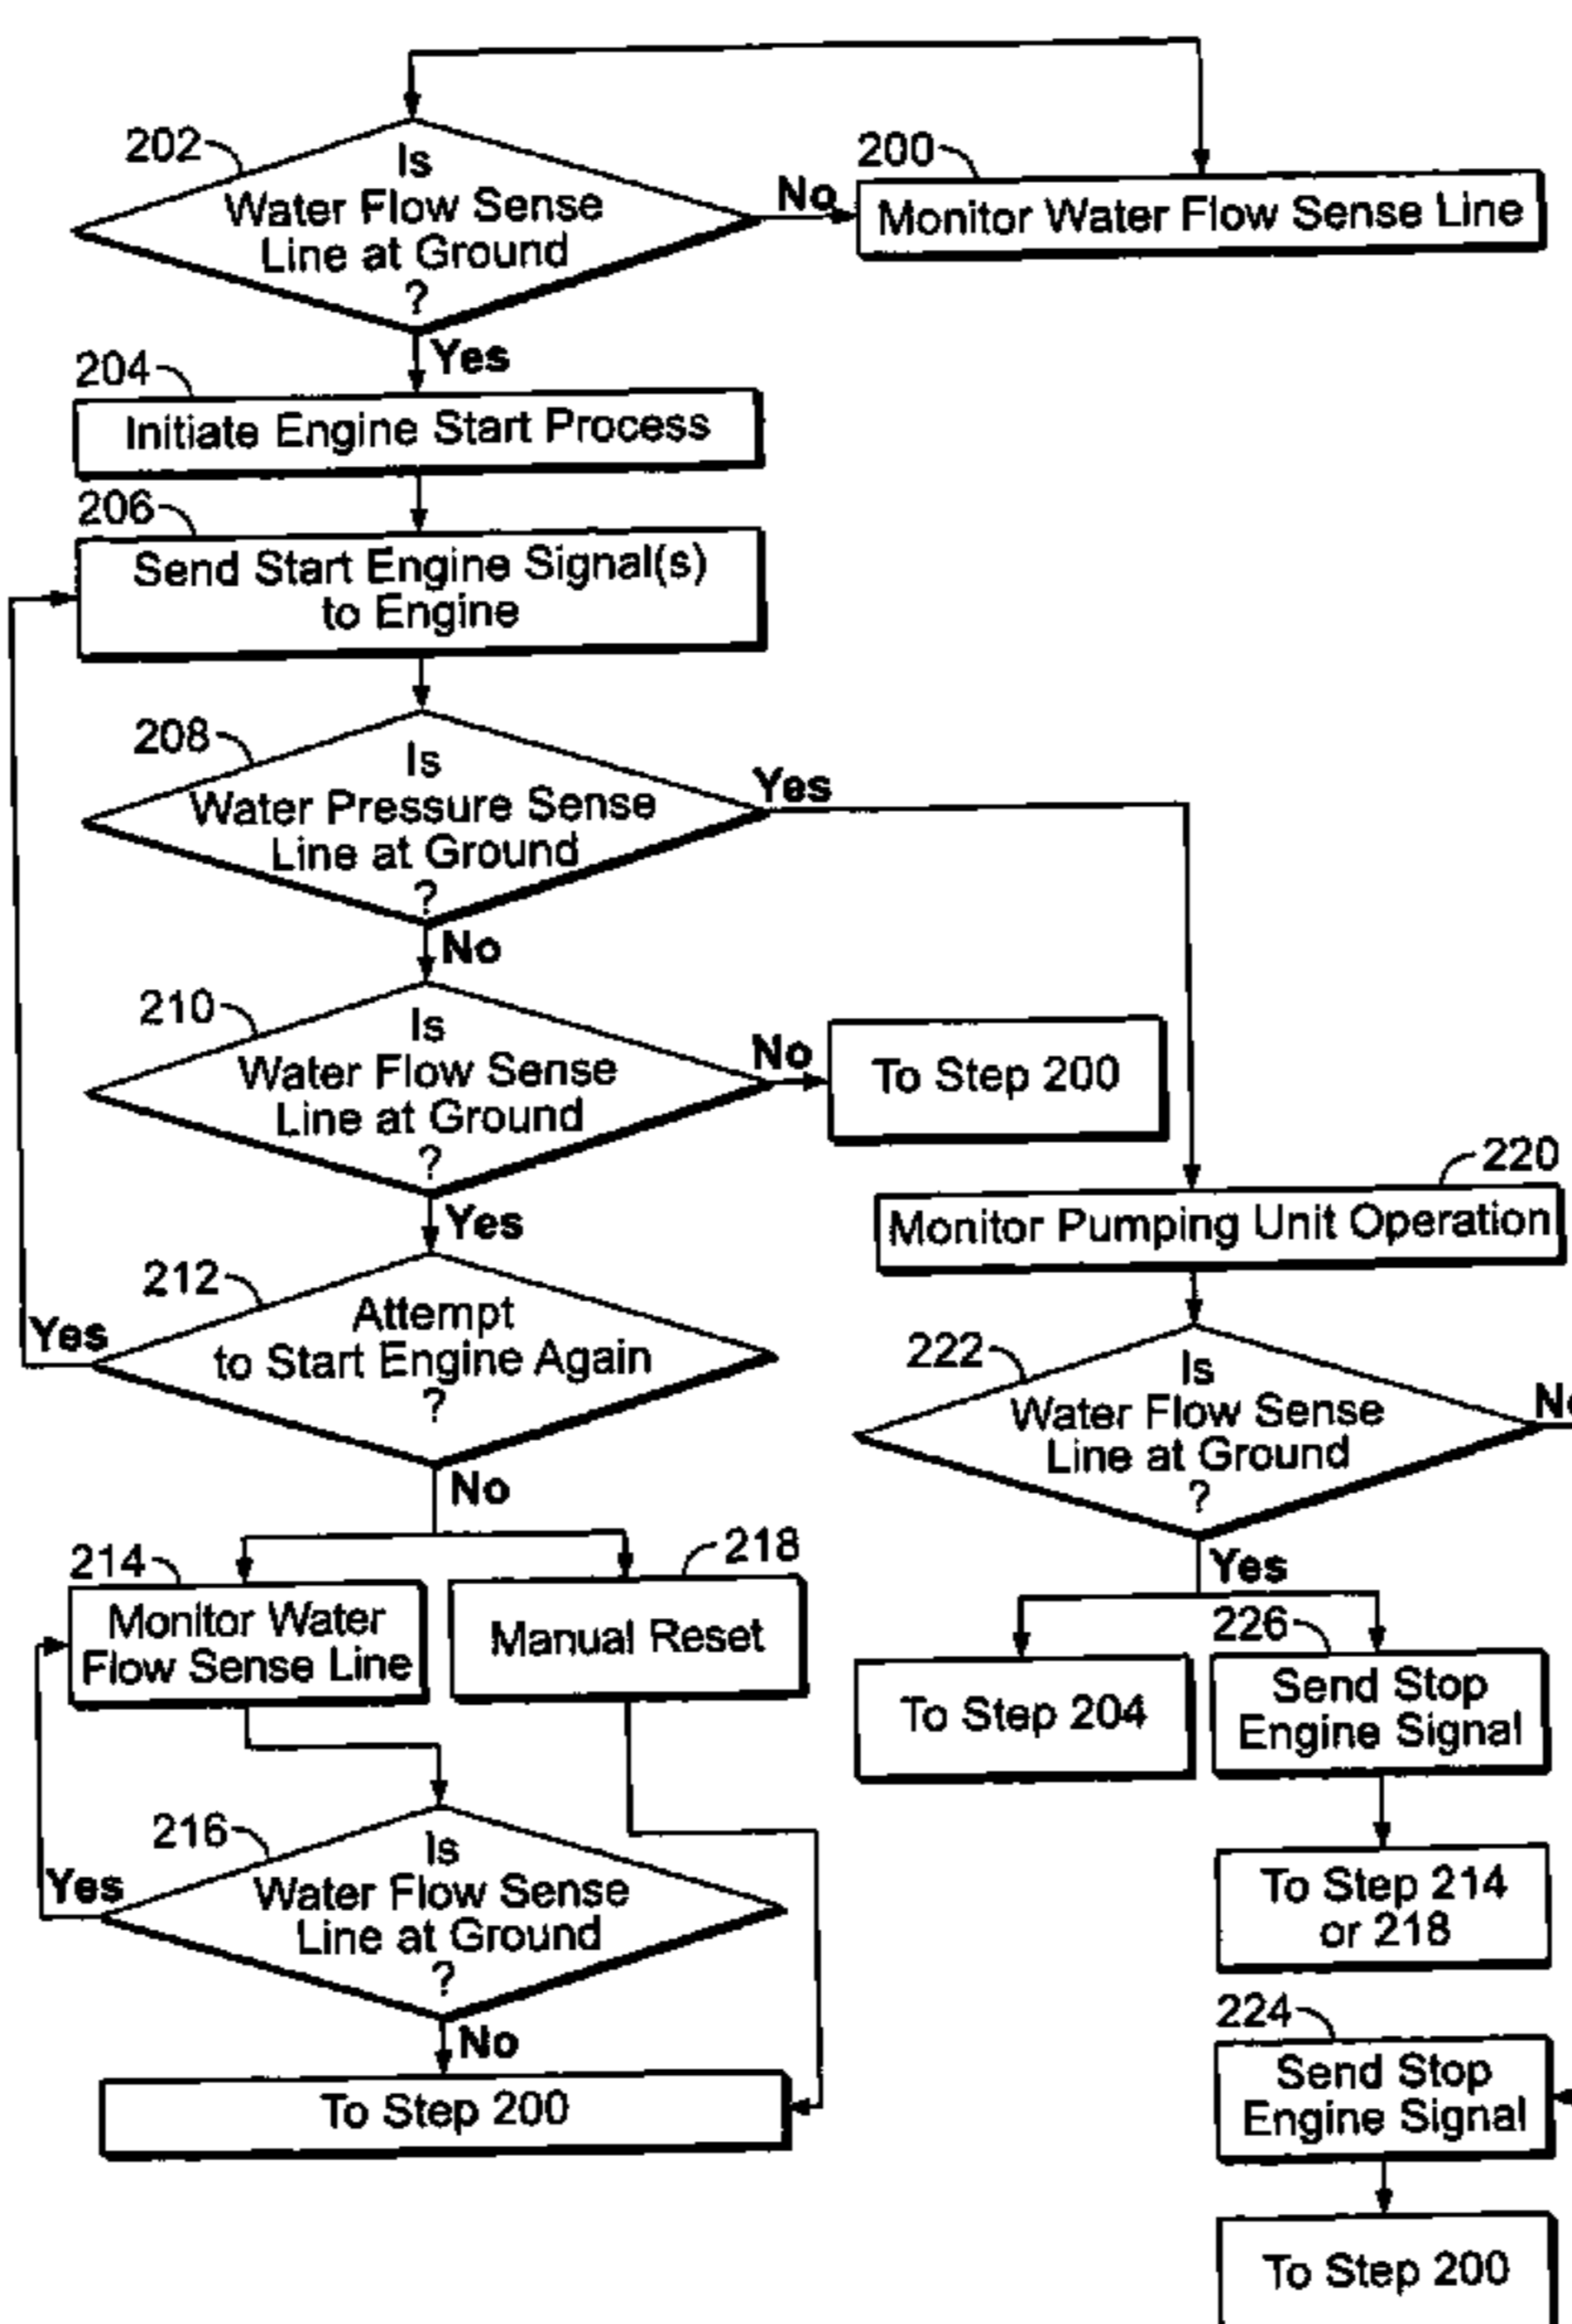 202
Is
Water Flow Sense
Line at Ground
?
No
200
Monitor Water Flow Sense Line
Yes
204
Initiate Engine Start Process
206
Send Start Engine Signal(s)
to Engine
208
Is
Water Pressure Sense
Line at Ground
?
Yes
No
210
Is
Water Flow Sense
Line at Ground
?
No
To Step 200
Yes
212
Attempt
to Start Engine Again
?
Yes
No
214
Monitor Water
Flow Sense Line
218
Manual Reset
216
Is
Water Flow Sense
Line at Ground
?
Yes
No
To Step 200
220
Monitor Pumping Unit Operation
222
Is
Water Flow Sense
Line at Ground
?
Yes
To Step 204
226
Send Stop
Engine Signal
To Step 214
or 218
224
Send Stop
Engine Signal
To Step 200